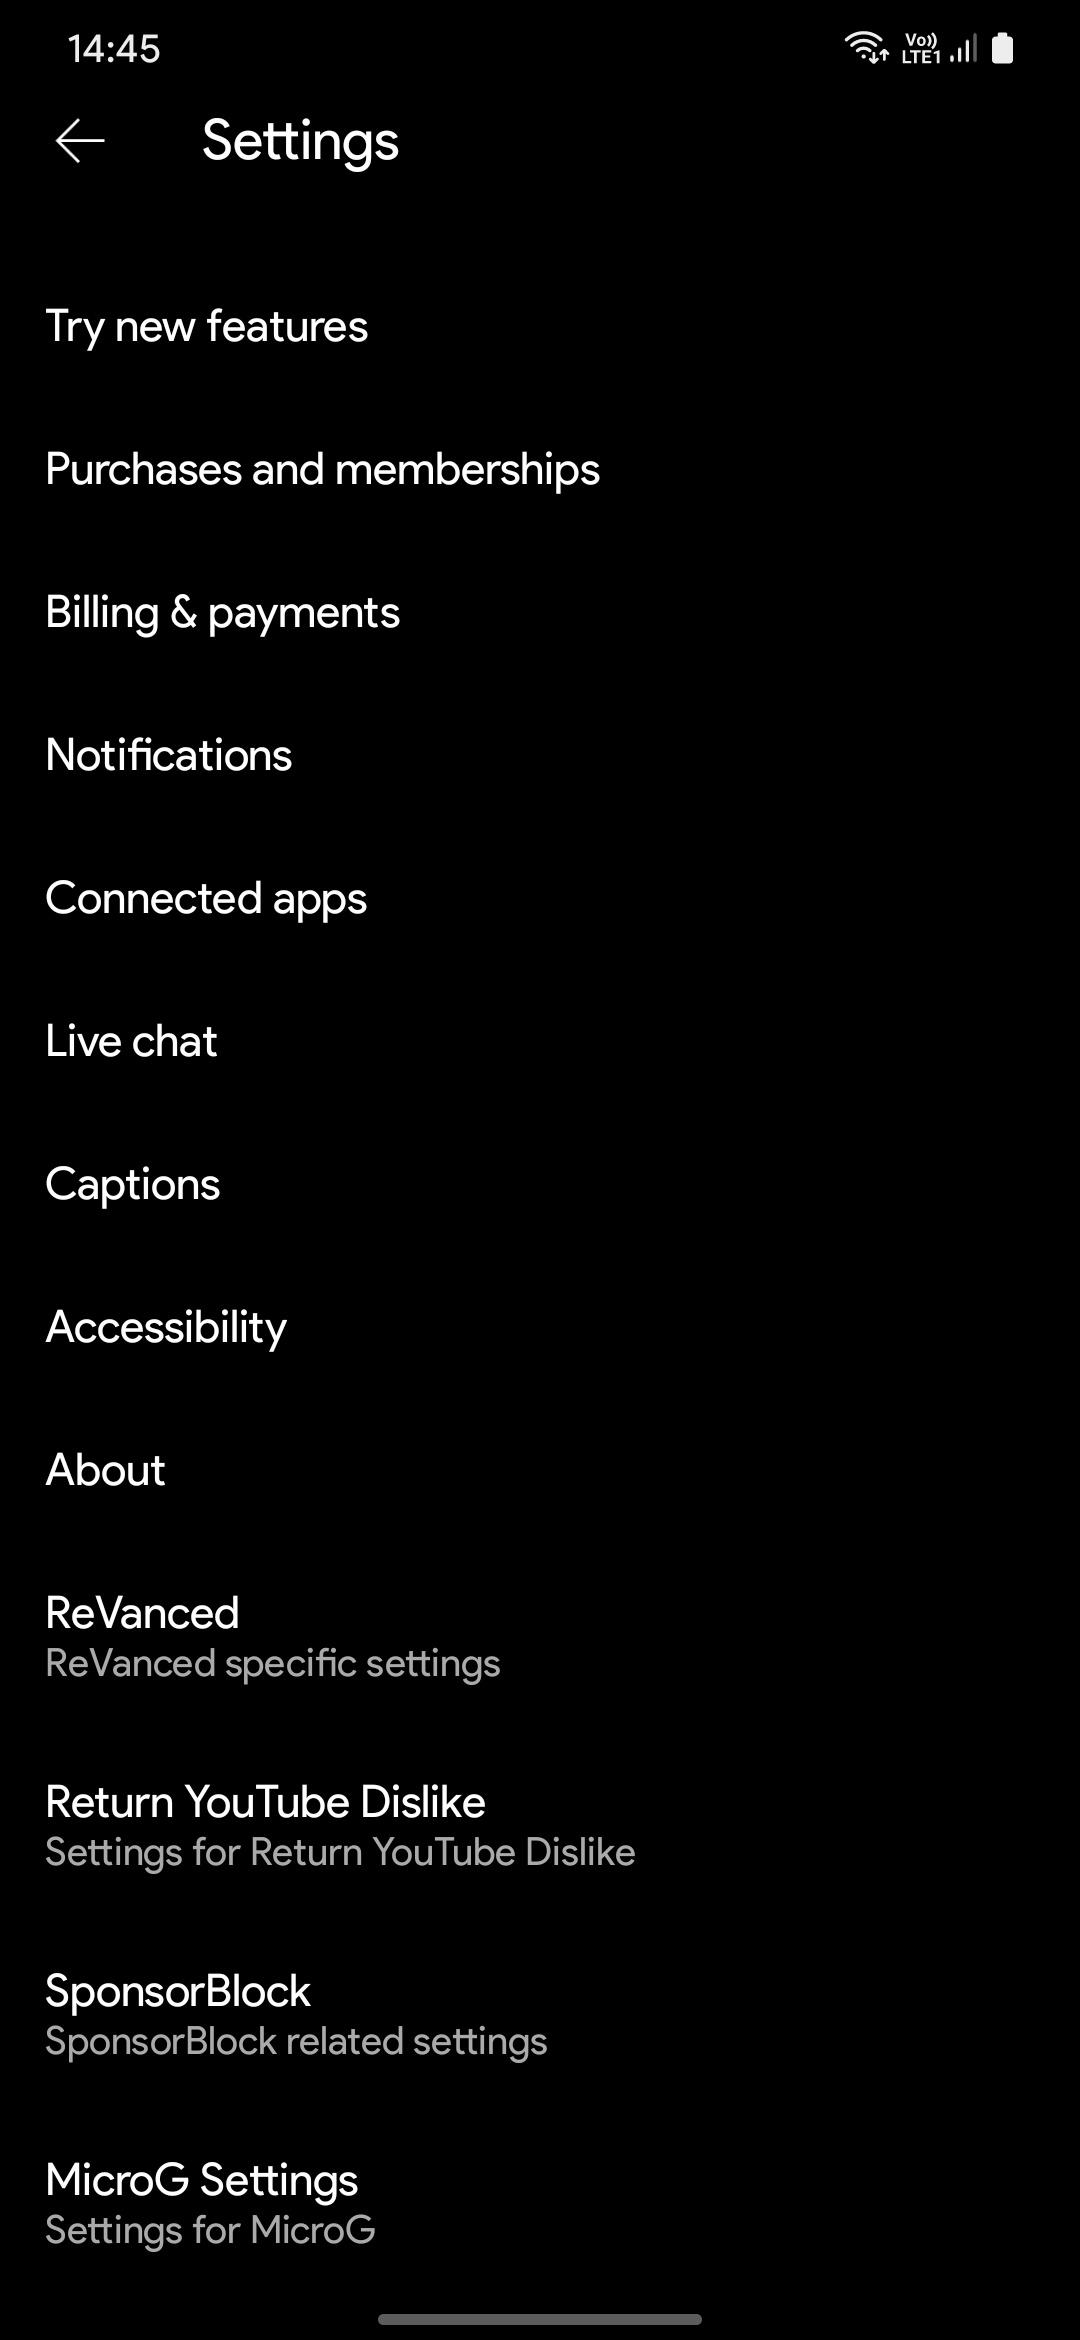 14:45
Vo)) LTE1
Settings
Try new features
Purchases and memberships
Billing & payments
Notifications
Connected apps
Live chat
Captions
Accessibility
About
ReVanced
ReVanced specific settings
Return YouTube Dislike
Settings for Return YouTube Dislike
SponsorBlock
SponsorBlock related settings
MicroG Settings
Settings for MicroG